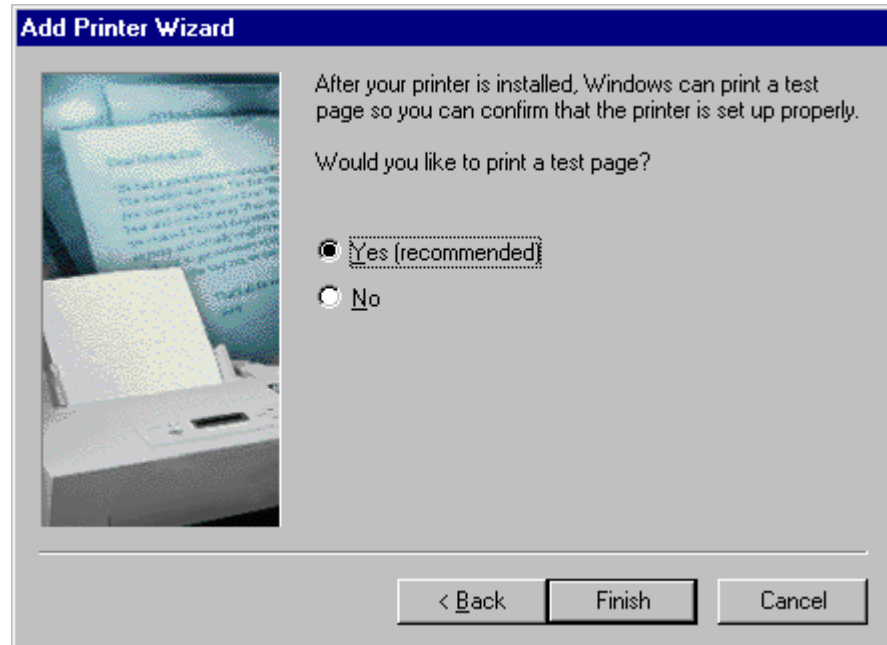 Add Printer Wizard
After your printer is installed, Windows can print a test
page so you can confirm that the printer is set up properly.
Would you like to print a test page?
Yes (recommended)
No
< Back
Finish
Cancel